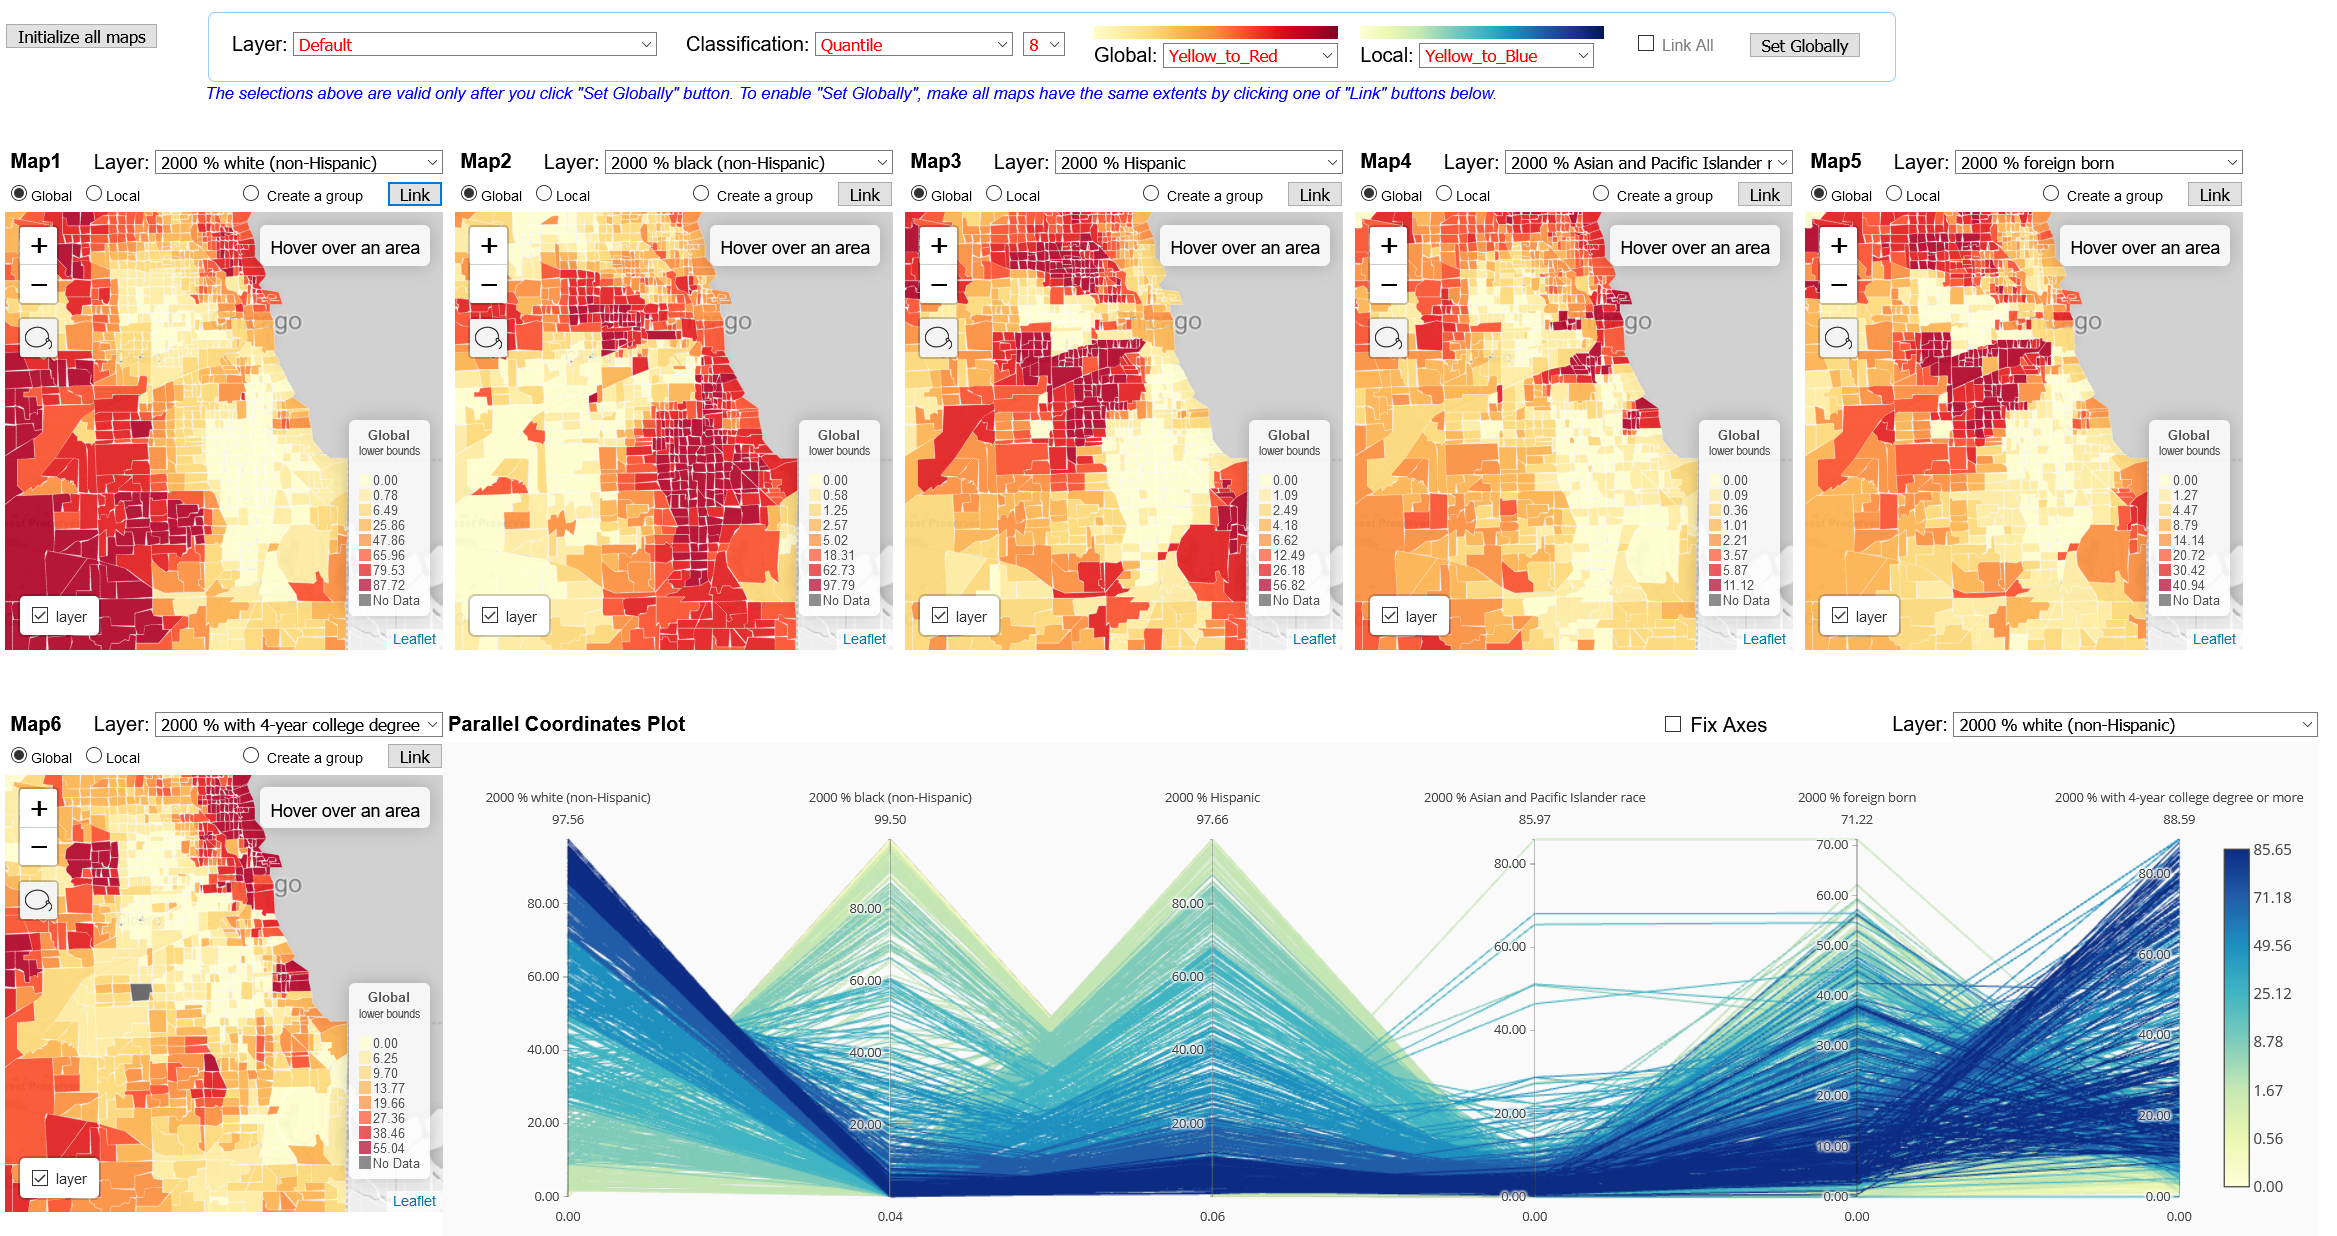 Initialize all maps
Layer: Default
Classification: Quantile 8
Global: Yellow_to_Red
Local: Yellow_to_Blue
Link All
Set Globally
The selections above are valid only after you click "Set Globally" button. To enable "Set Globally", make all maps have the same extents by clicking one of "Link" buttons below.
Map1 Layer: 2000 % white (non-Hispanic)
Global Local Create a group Link
+
Hover over an area
−
go
Global
lower bounds
0.00
0.78
6.49
25.86
47.86
65.96
79.53
87.72
No Data
layer
Leaflet
Map2 Layer: 2000 % black (non-Hispanic)
Global Local Create a group Link
+
Hover over an area
−
go
Global
lower bounds
0.00
0.58
1.25
2.57
5.02
18.31
62.73
97.79
No Data
layer
Leaflet
Map3 Layer: 2000 % Hispanic
Global Local Create a group Link
+
Hover over an area
−
go
Global
lower bounds
0.00
1.09
2.49
4.18
6.62
12.49
26.18
56.82
No Data
layer
Leaflet
Map4 Layer: 2000 % Asian and Pacific Islander r
Global Local Create a group Link
+
Hover over an area
−
go
Global
lower bounds
0.00
0.09
0.36
1.01
2.21
3.57
5.87
11.12
No Data
layer
Leaflet
Map5 Layer: 2000 % foreign born
Global Local Create a group Link
+
Hover over an area
−
go
Global
lower bounds
0.00
1.27
4.47
8.79
14.14
20.72
30.42
40.94
No Data
layer
Leaflet
Map6 Layer: 2000 % with 4-year college degree
Global Local Create a group Link
+
Hover over an area
−
go
Global
lower bounds
0.00
6.25
9.70
13.77
19.66
27.36
38.46
55.04
No Data
layer
Leaflet
Parallel Coordinates Plot
Fix Axes
Layer: 2000 % white (non-Hispanic)
2000 % white (non-Hispanic)
97.56
80.00
60.00
40.00
20.00
0.00
0.00
2000 % black (non-Hispanic)
99.50
80.00
60.00
40.00
20.00
0.04
2000 % Hispanic
97.66
80.00
60.00
40.00
20.00
0.06
2000 % Asian and Pacific Islander race
85.97
80.00
60.00
40.00
20.00
0.00
0.00
2000 % foreign born
71.22
70.00
60.00
50.00
40.00
30.00
20.00
10.00
0.00
0.00
2000 % with 4-year college degree or more
88.59
80.00
60.00
40.00
20.00
0.00
0.00
85.65
71.18
49.56
25.12
8.78
1.67
0.56
0.00